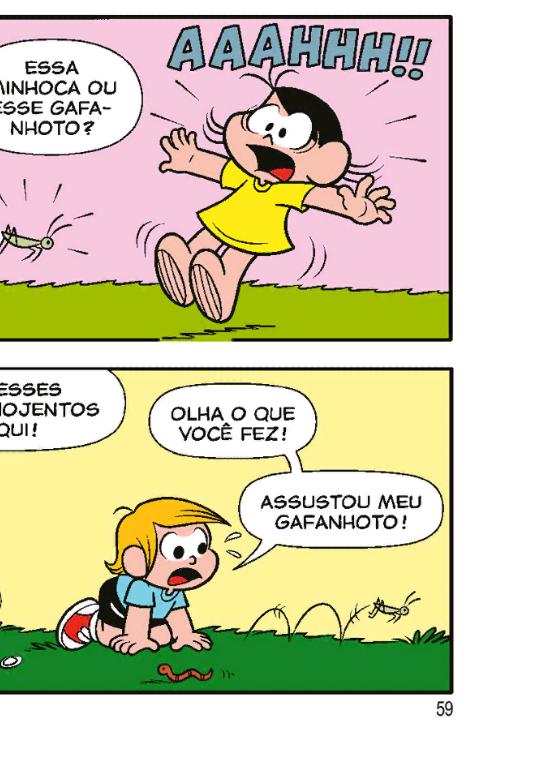 ESSA
MINHOCA OU
ESSE GAFA-
NHOTO?
AAAHHH!!
ESSES
NOJENTOS
AQUI!
OLHA O QUE
VOCÊ FEZ!
ASSUSTOU MEU
GAFANHOTO!
59